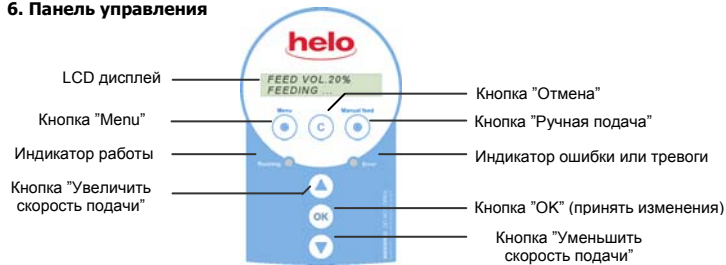 6. Панель управления
helo
LCD дисплей
FEED VOL.20%
FEEDING ...
Кнопка "Отмена"
Menu
Manual feed
Кнопка "Menu"
C
Кнопка "Ручная подача"
Индикатор работы
Running
Error
Индикатор ошибки или тревоги
Кнопка "Увеличить
скорость подачи"
OK
Кнопка "OK" (принять изменения)
Кнопка "Уменьшить
скорость подачи"